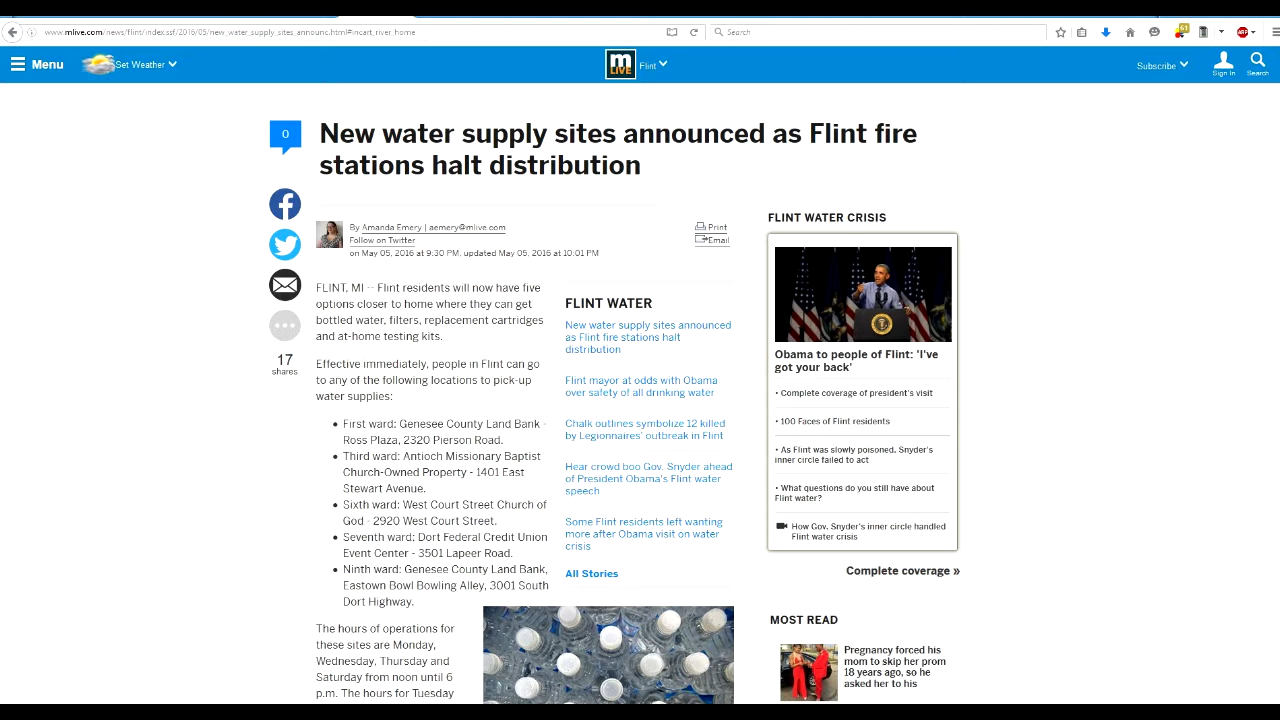 www.mlive.com/news/flint/index.ssf/2016/05/new_water_supply_sites_announc.html#incart_river_home
Search
61
ABP
Menu
Set Weather
m
LIVE
Flint
Subscribe
Sign In
Search
0
New water supply sites announced as Flint fire
stations halt distribution
By Amanda Emery | aemery@mlive.com
Follow on Twitter
on May 05, 2016 at 9:30 PM, updated May 05, 2016 at 10:01 PM
Print
Email
17
shares
FLINT, MI -- Flint residents will now have five
options closer to home where they can get
bottled water, filters, replacement cartridges
and at-home testing kits.
Effective immediately, people in Flint can go
to any of the following locations to pick-up
water supplies:
• First ward: Genesee County Land Bank -
Ross Plaza, 2320 Pierson Road.
• Third ward: Antioch Missionary Baptist
Church-Owned Property - 1401 East
Stewart Avenue.
• Sixth ward: West Court Street Church of
God - 2920 West Court Street.
• Seventh ward: Dort Federal Credit Union
Event Center - 3501 Lapeer Road.
• Ninth ward: Genesee County Land Bank,
Eastown Bowl Bowling Alley, 3001 South
Dort Highway.
The hours of operations for
these sites are Monday,
Wednesday, Thursday and
Saturday from noon until 6
p.m. The hours for Tuesday
FLINT WATER
New water supply sites announced
as Flint fire stations halt
distribution
Flint mayor at odds with Obama
over safety of all drinking water
Chalk outlines symbolize 12 killed
by Legionnaires' outbreak in Flint
Hear crowd boo Gov. Snyder ahead
of President Obama's Flint water
speech
Some Flint residents left wanting
more after Obama visit on water
crisis
All Stories
FLINT WATER CRISIS
Obama to people of Flint: 'I've
got your back'
• Complete coverage of president's visit
• 100 Faces of Flint residents
• As Flint was slowly poisoned, Snyder's
inner circle failed to act
• What questions do you still have about
Flint water?
How Gov. Snyder's inner circle handled
Flint water crisis
Complete coverage »
MOST READ
Pregnancy forced his
mom to skip her prom
18 years ago, so he
asked her to his